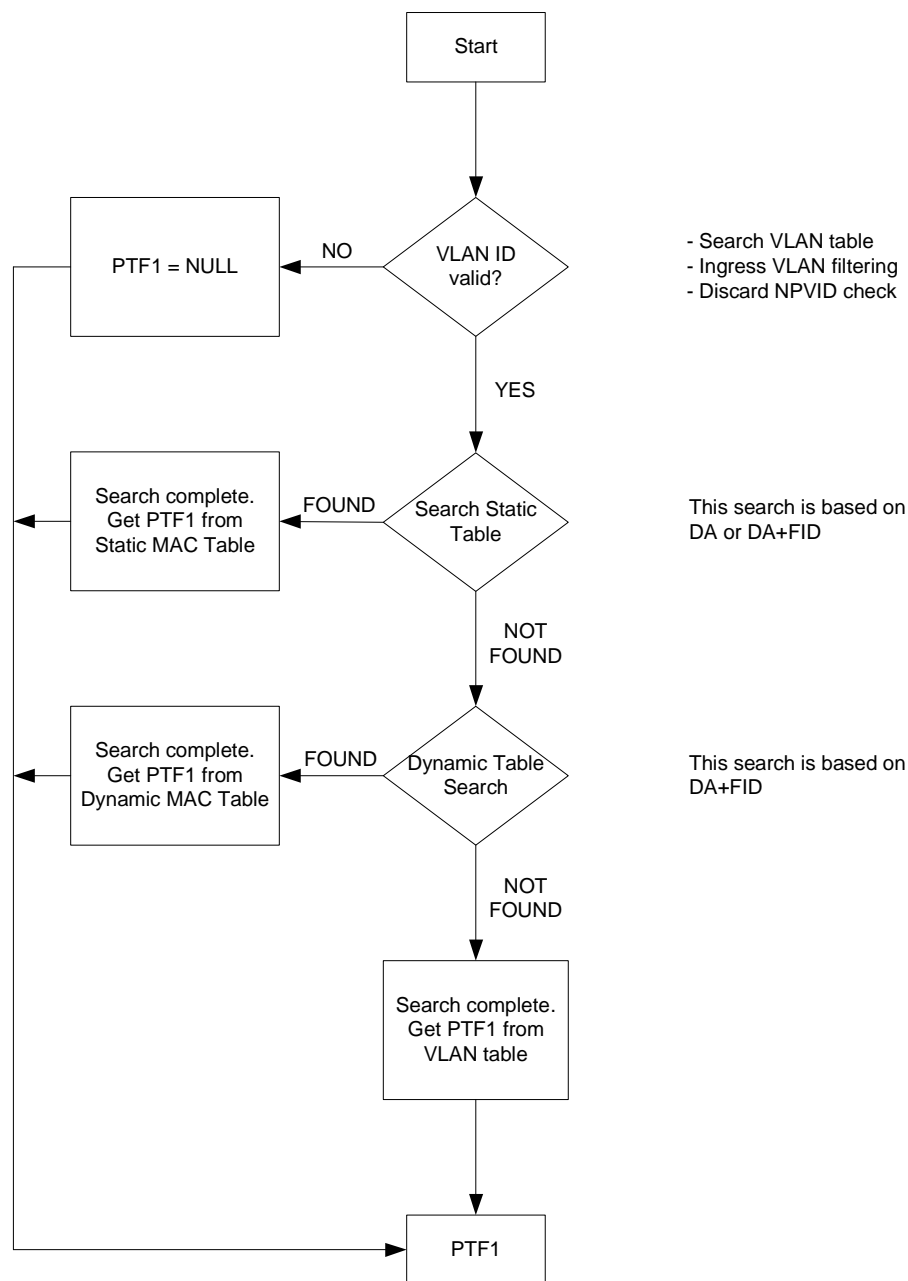 Start
PTF1 = NULL
NO
VLAN ID
valid?
- Search VLAN table
- Ingress VLAN filtering
- Discard NPVID check
YES
Search complete.
Get PTF1 from
Static MAC Table
FOUND
Search Static
Table
This search is based on
DA or DA+FID
NOT
FOUND
Search complete.
Get PTF1 from
Dynamic MAC Table
FOUND
Dynamic Table
Search
This search is based on
DA+FID
NOT
FOUND
Search complete.
Get PTF1 from
VLAN table
PTF1